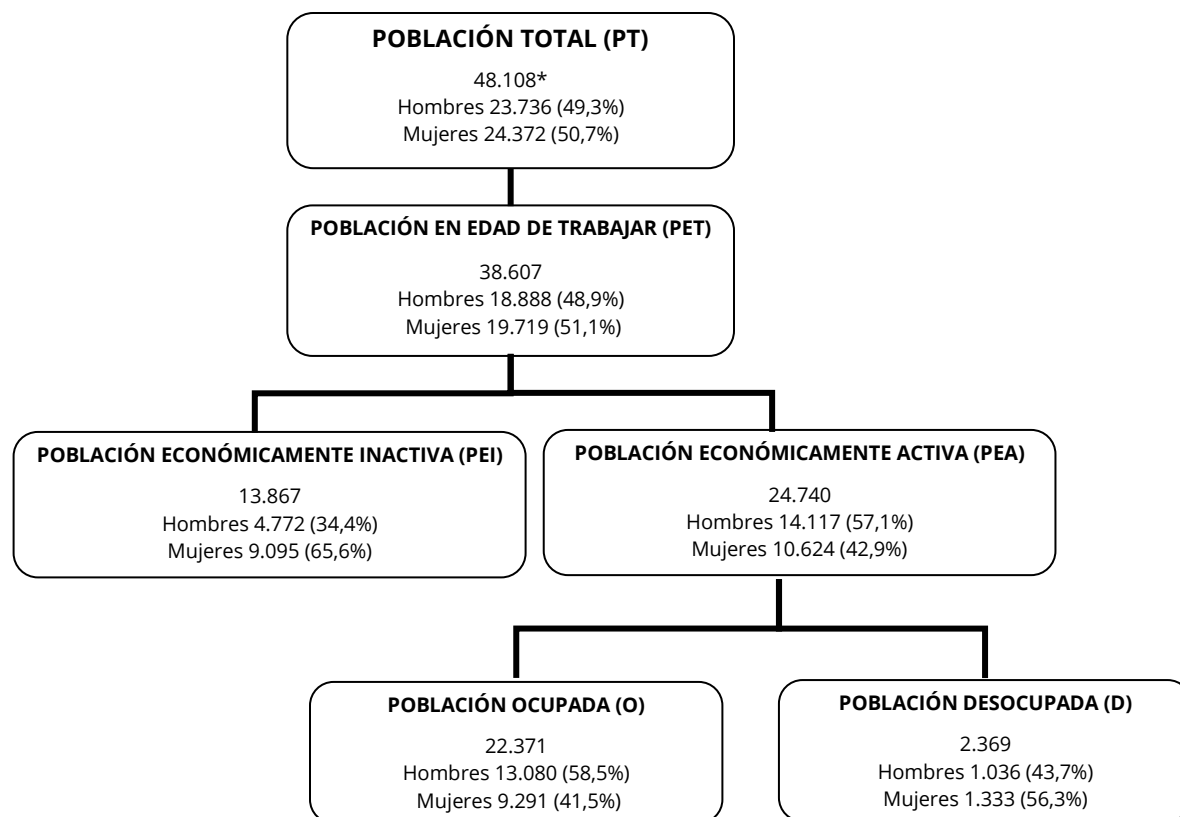 POBLACIÓN TOTAL (PT)
48.108*
Hombres 23.736 (49,3%)
Mujeres 24.372 (50,7%)
POBLACIÓN EN EDAD DE TRABAJAR (PET)
38.607
Hombres 18.888 (48,9%)
Mujeres 19.719 (51,1%)
POBLACIÓN ECONÓMICAMENTE INACTIVA (PEI)
13.867
Hombres 4.772 (34,4%)
Mujeres 9.095 (65,6%)
POBLACIÓN ECONÓMICAMENTE ACTIVA (PEA)
24.740
Hombres 14.117 (57,1%)
Mujeres 10.624 (42,9%)
POBLACIÓN OCUPADA (O)
22.371
Hombres 13.080 (58,5%)
Mujeres 9.291 (41,5%)
POBLACIÓN DESOCUPADA (D)
2.369
Hombres 1.036 (43,7%)
Mujeres 1.333 (56,3%)